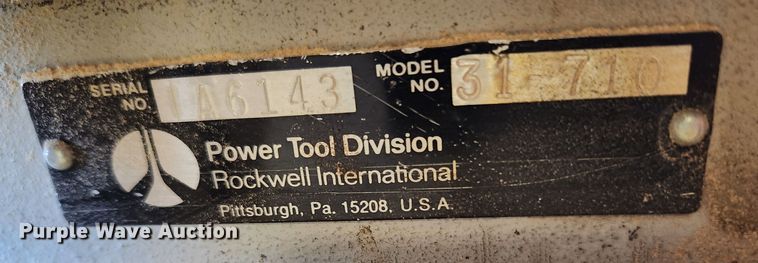 SERIAL NO. 1A6143
MODEL NO. 31-710
Power Tool Division
Rockwell International
Pittsburgh, Pa. 15208, U.S.A.
Purple Wave Auction